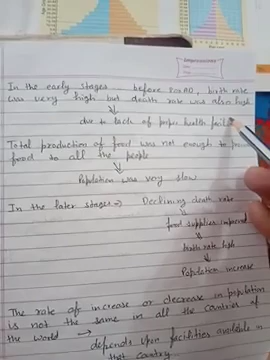 In the early stages .... before 1000 AD, birth rate
was very high but death rate was also high
due to lack of proper health
Total production of food was not enough to
food to all the people
Population was very slow
In the later stages ⇒ Declining death rate
food supplies improved
birth rate high
Population increase
The rate of increase or decrease in population
is not the same in all the countries of
the world → depends upon facilities available in
that country